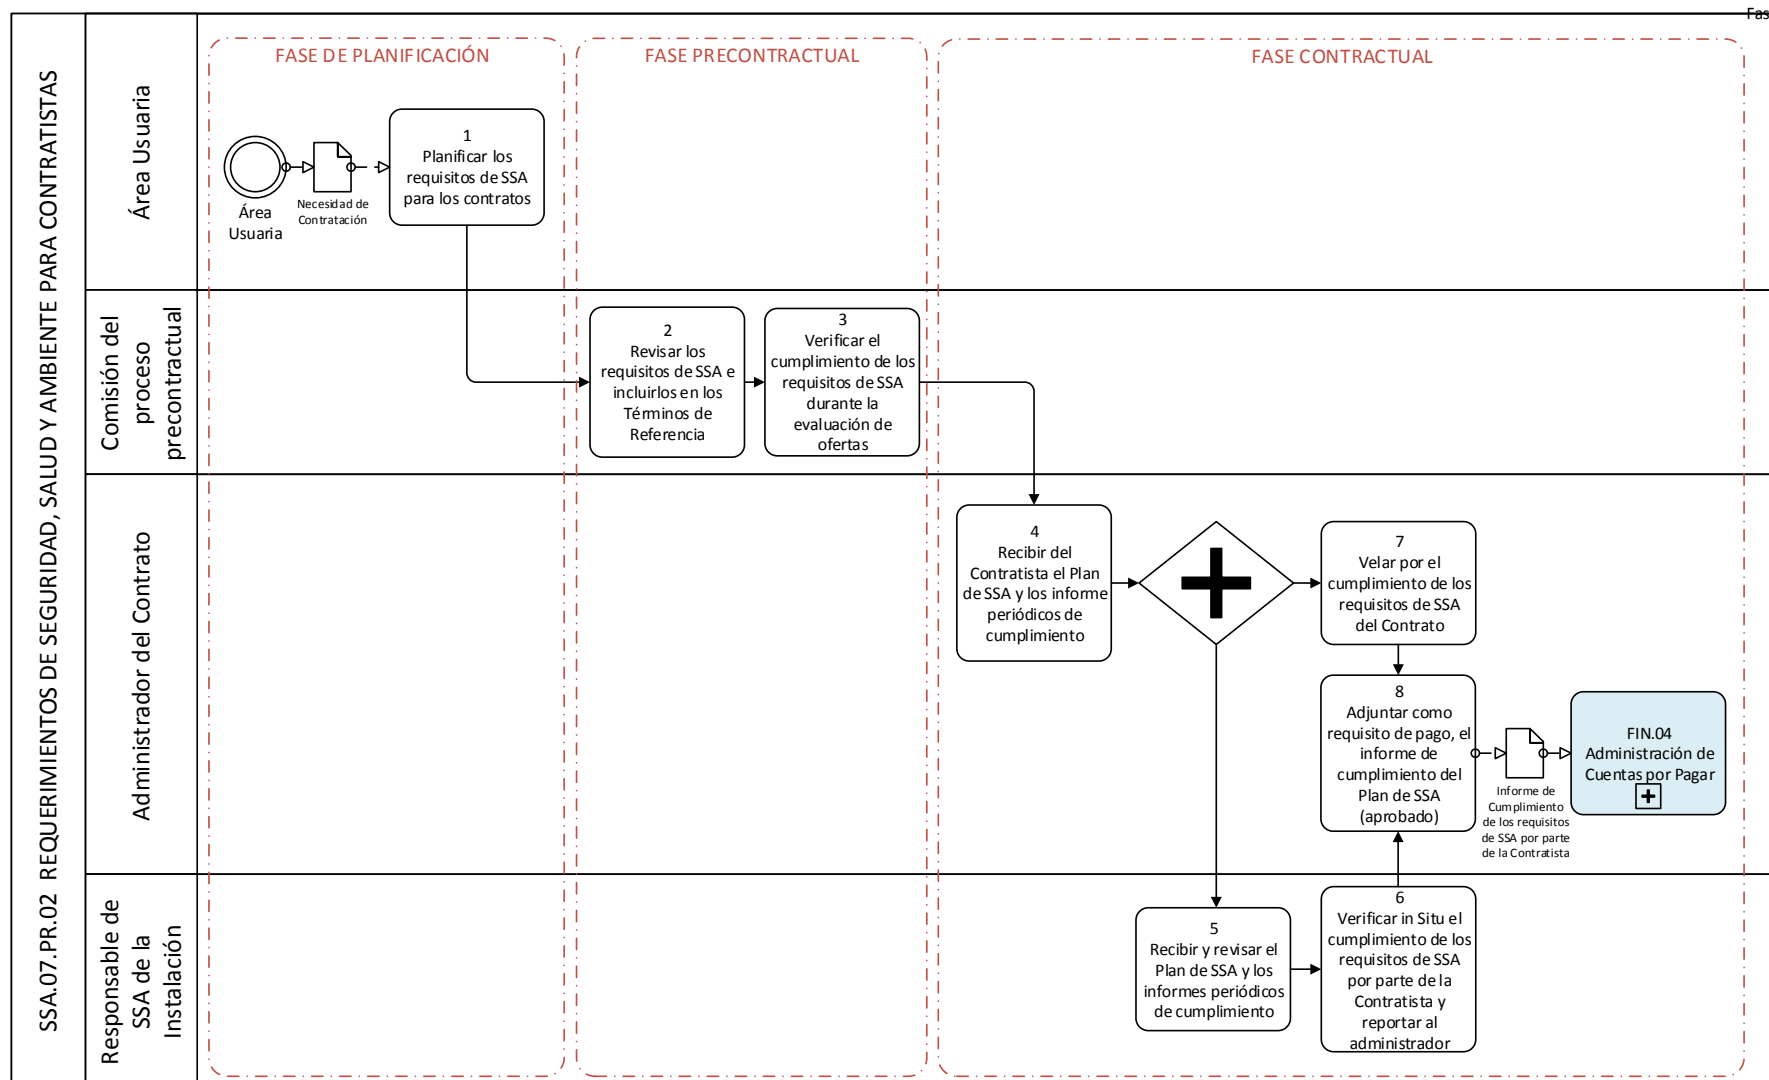 Fas
SSA.07.PR.02 REQUERIMIENTOS DE SEGURIDAD, SALUD Y AMBIENTE PARA CONTRATISTAS
FASE DE PLANIFICACIÓN
FASE PRECONTRACTUAL
FASE CONTRACTUAL
Área Usuaria
Área
Usuaria
Necesidad de
Contratación
1
Planificar los
requisitos de SSA
para los contratos
Comisión del
proceso
precontractual
2
Revisar los
requisitos de SSA e
incluirlos en los
Términos de
Referencia
3
Verificar el
cumplimiento de los
requisitos de SSA
durante la
evaluación de
ofertas
Administrador del Contrato
4
Recibir del
Contratista el Plan
de SSA y los informe
periódicos de
cumplimiento
7
Velar por el
cumplimiento de los
requisitos de SSA
del Contrato
8
Adjuntar como
requisito de pago, el
informe de
cumplimiento del
Plan de SSA
(aprobado)
Informe de
Cumplimiento
de los requisitos
de SSA por parte
de la Contratista
FIN.04
Administración de
Cuentas por Pagar
Responsable de
SSA de la
Instalación
5
Recibir y revisar el
Plan de SSA y los
informes periódicos
de cumplimiento
6
Verificar in Situ el
cumplimiento de los
requisitos de SSA
por parte de la
Contratista y
reportar al
administrador